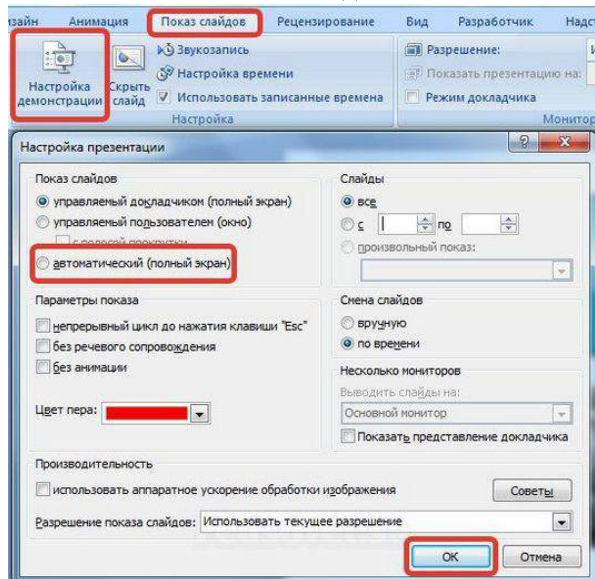 зайн Анимация Показ слайдов Рецензирование Вид Разработчик Надст
Настройка демонстрации
Скрыть слайд
Звукозапись
Настройка времени
Использовать записанные времена
Настройка
Разрешение:
Показать презентацию на:
Режим докладчика
Монитор
Настройка презентации
Показ слайдов
управляемый докладчиком (полный экран)
управляемый пользователем (окно)
с полосой прокрутки
автоматический (полный экран)
Слайды
все
с по
произвольный показ:
Параметры показа
непрерывный цикл до нажатия клавиши "Esc"
без речевого сопровождения
без анимации
Цвет пера:
Смена слайдов
вручную
по времени
Несколько мониторов
Выводить слайды на:
Основной монитор
Показать представление докладчика
Производительность
использовать аппаратное ускорение обработки изображения
Советы
Разрешение показа слайдов: Использовать текущее разрешение
ОК Отмена